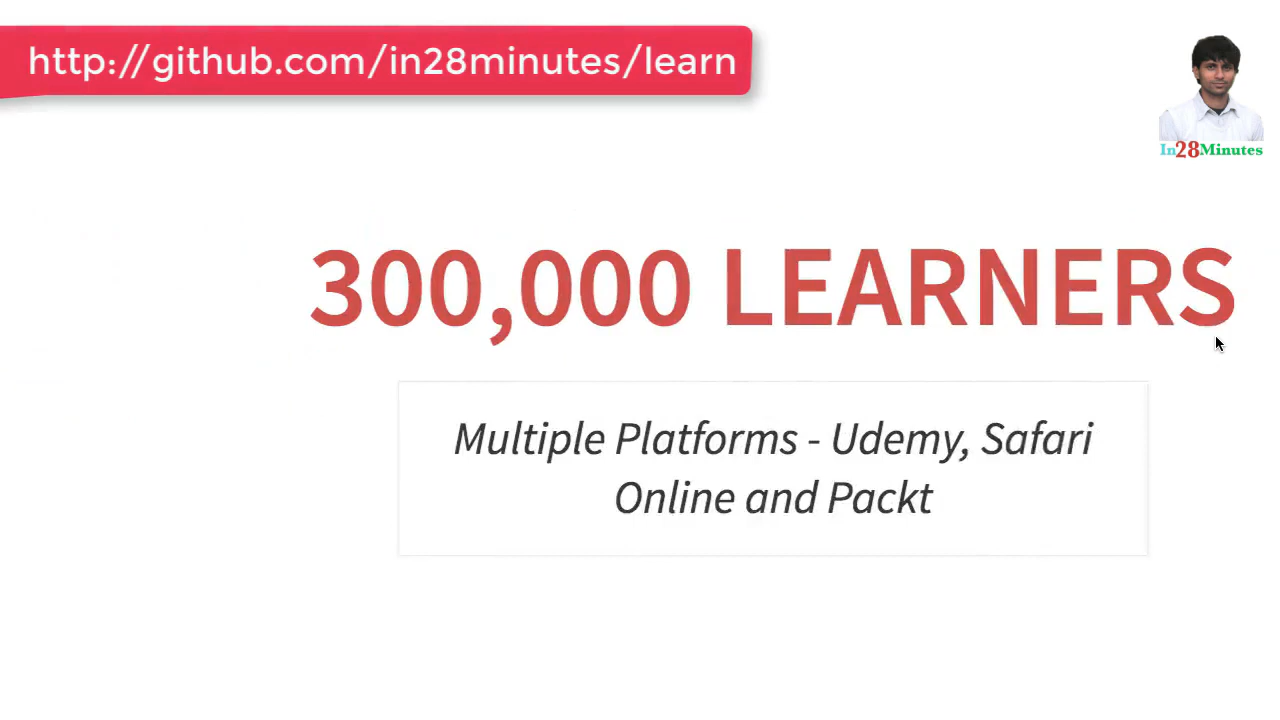 http://github.com/in28minutes/learn
In28Minutes
300,000 LEARNERS
Multiple Platforms - Udemy, Safari
Online and Packt